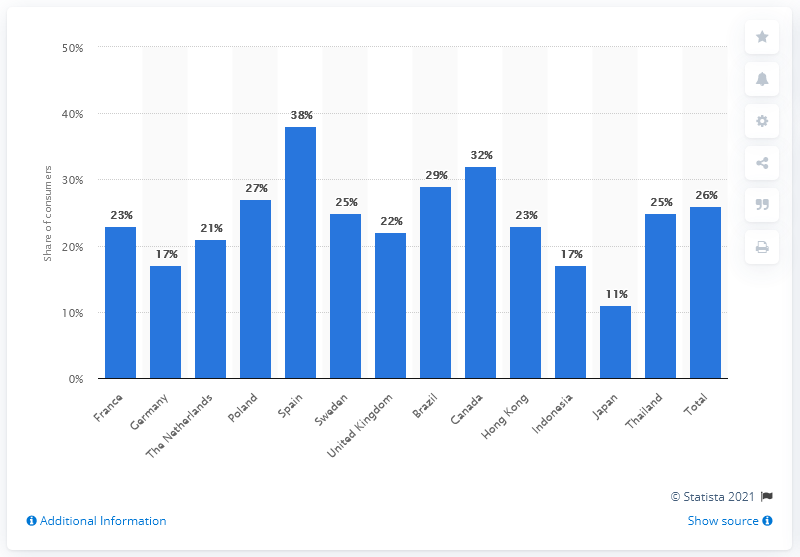 50%
40%
30%
20%
10%
0%
Share of consumers
23%
17%
21%
27%
38%
25%
22%
29%
32%
23%
17%
11%
25%
26%
France
Germany
The Netherlands
Poland
Spain
Sweden
United Kingdom
Brazil
Canada
Hong Kong
Indonesia
Japan
Thailand
Total
© Statista 2021
Additional Information
Show source